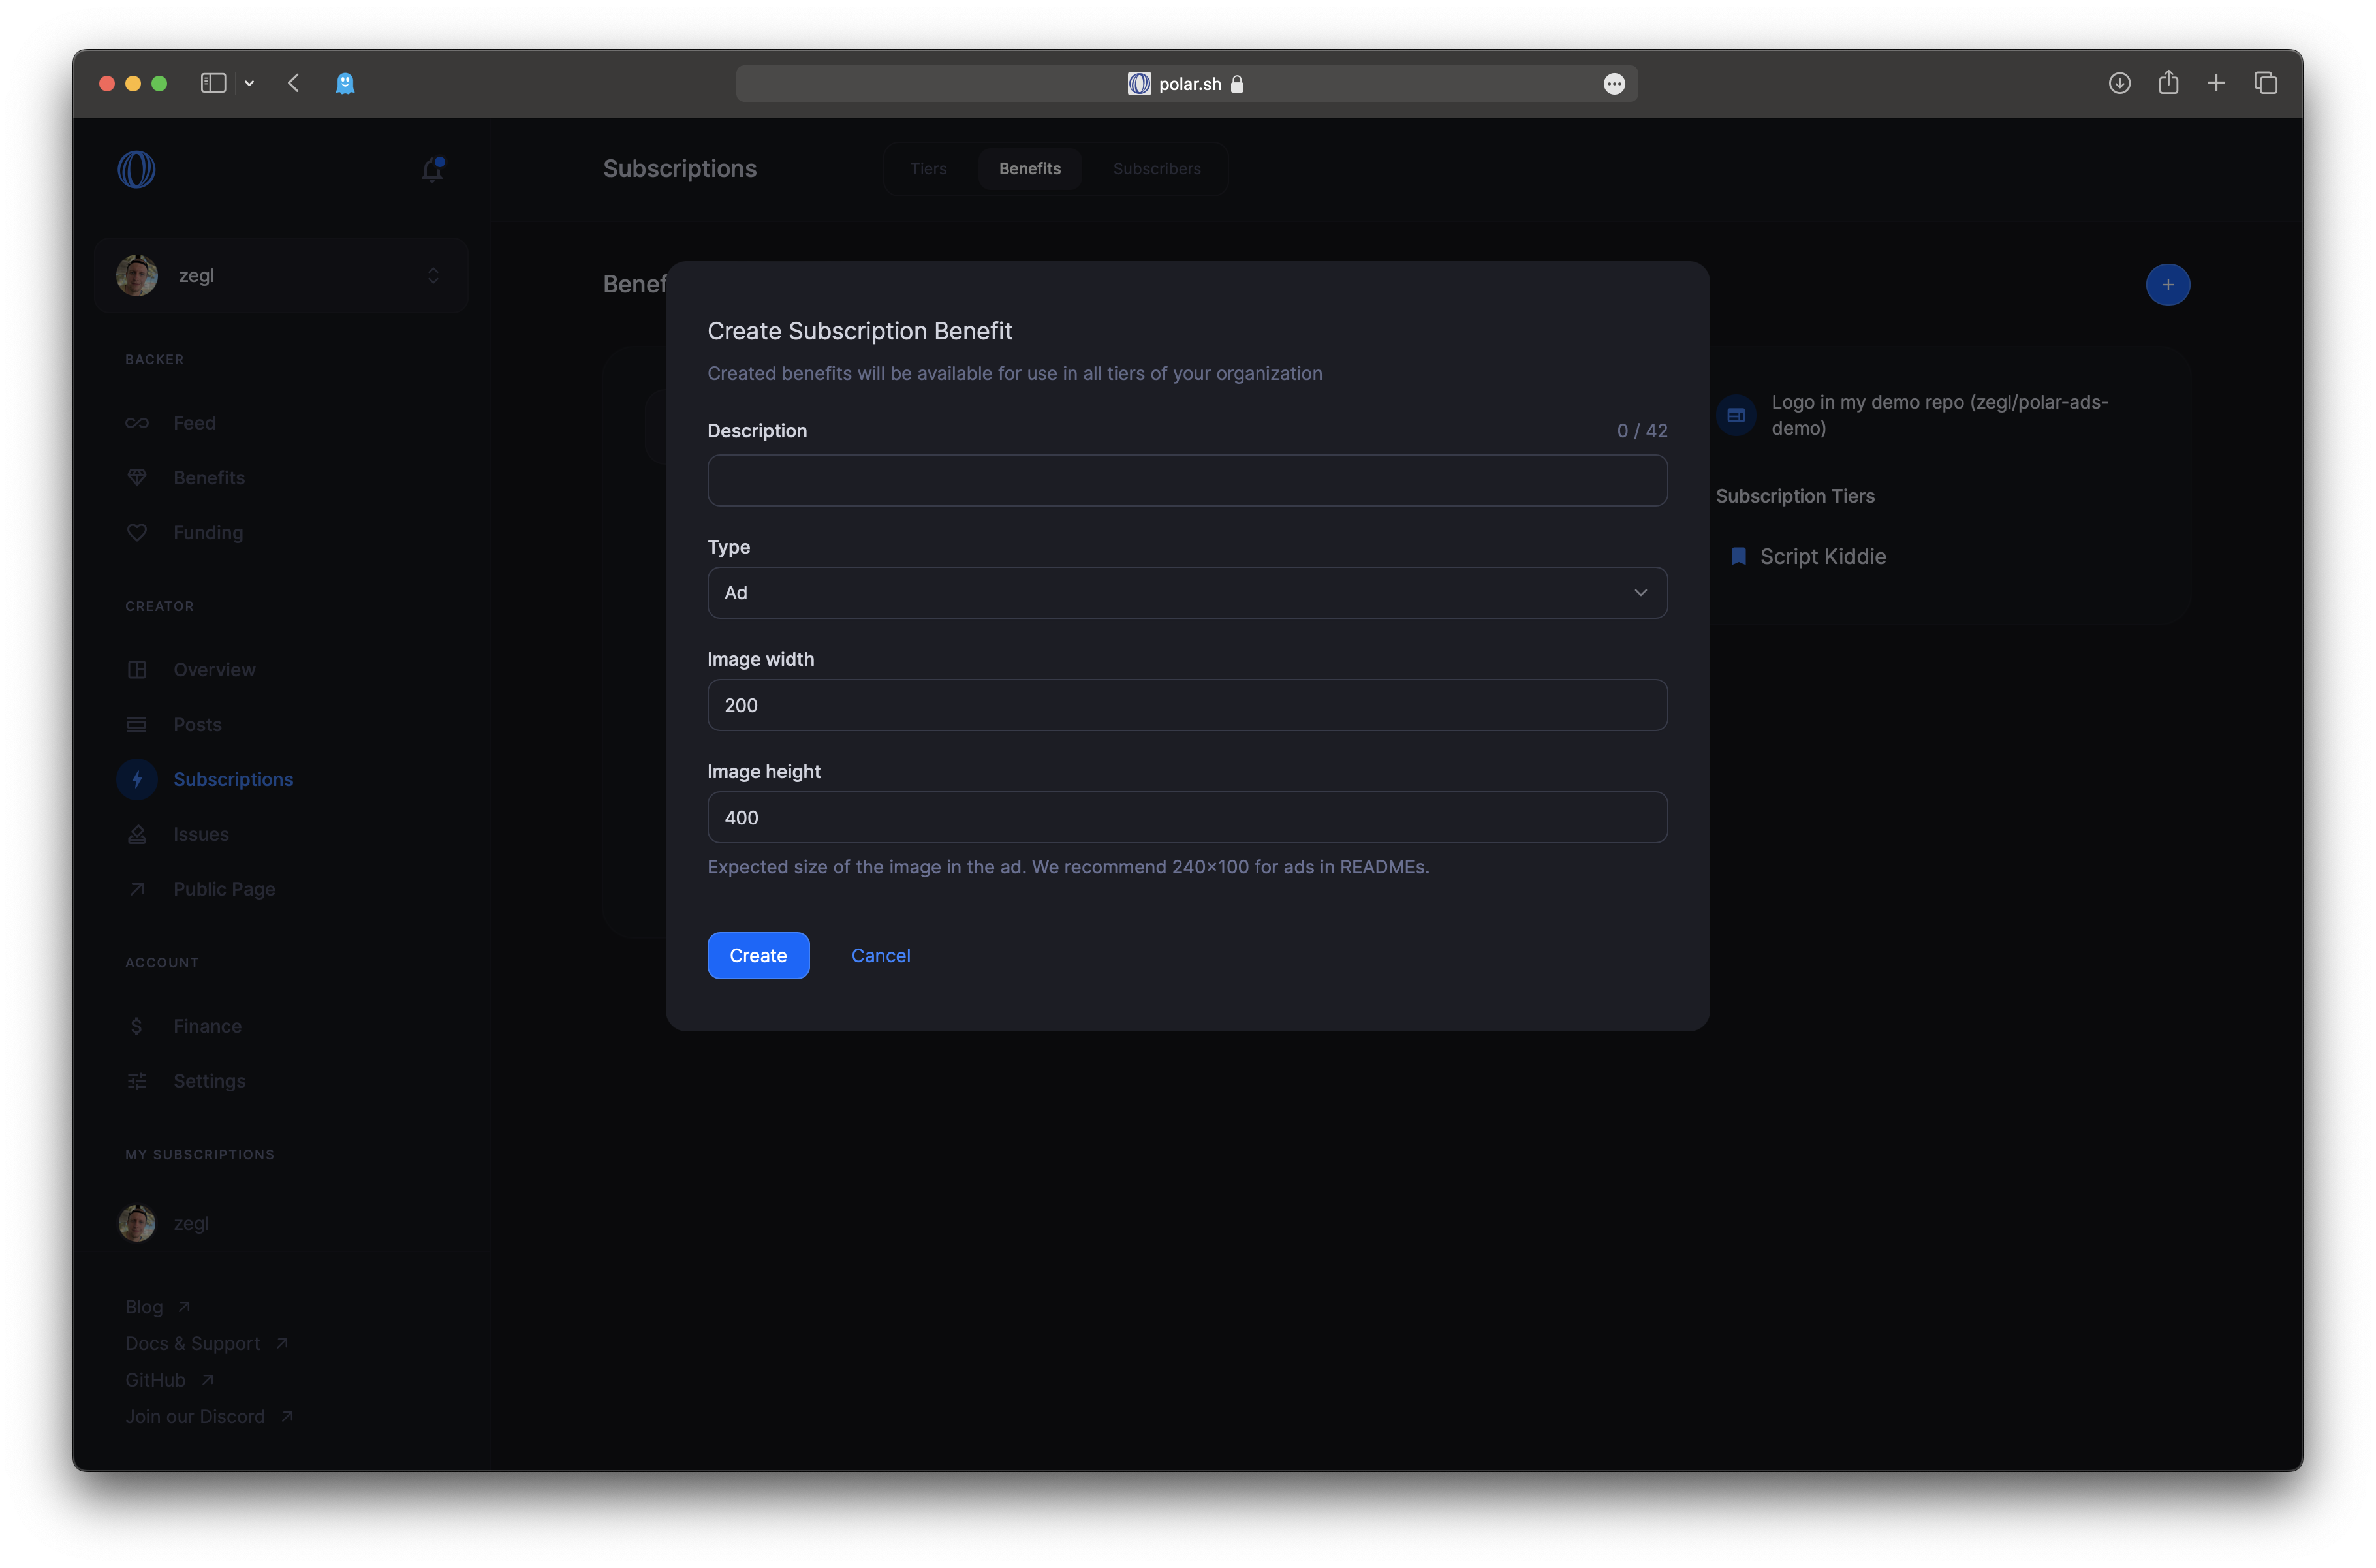 polar.sh
Subscriptions
Tiers
Benefits
Subscribers
zegl
BACKER
Feed
Benefits
Funding
CREATOR
Overview
Posts
Subscriptions
Issues
Public Page
ACCOUNT
Finance
Settings
MY SUBSCRIPTIONS
zegl
Blog
Docs & Support
GitHub
Join our Discord
Benef
Create Subscription Benefit
Created benefits will be available for use in all tiers of your organization
Description 0 / 42
Type
Ad
Image width
200
Image height
400
Expected size of the image in the ad. We recommend 240×100 for ads in READMEs.
Create
Cancel
Logo in my demo repo (zegl/polar-ads-
demo)
Subscription Tiers
Script Kiddie